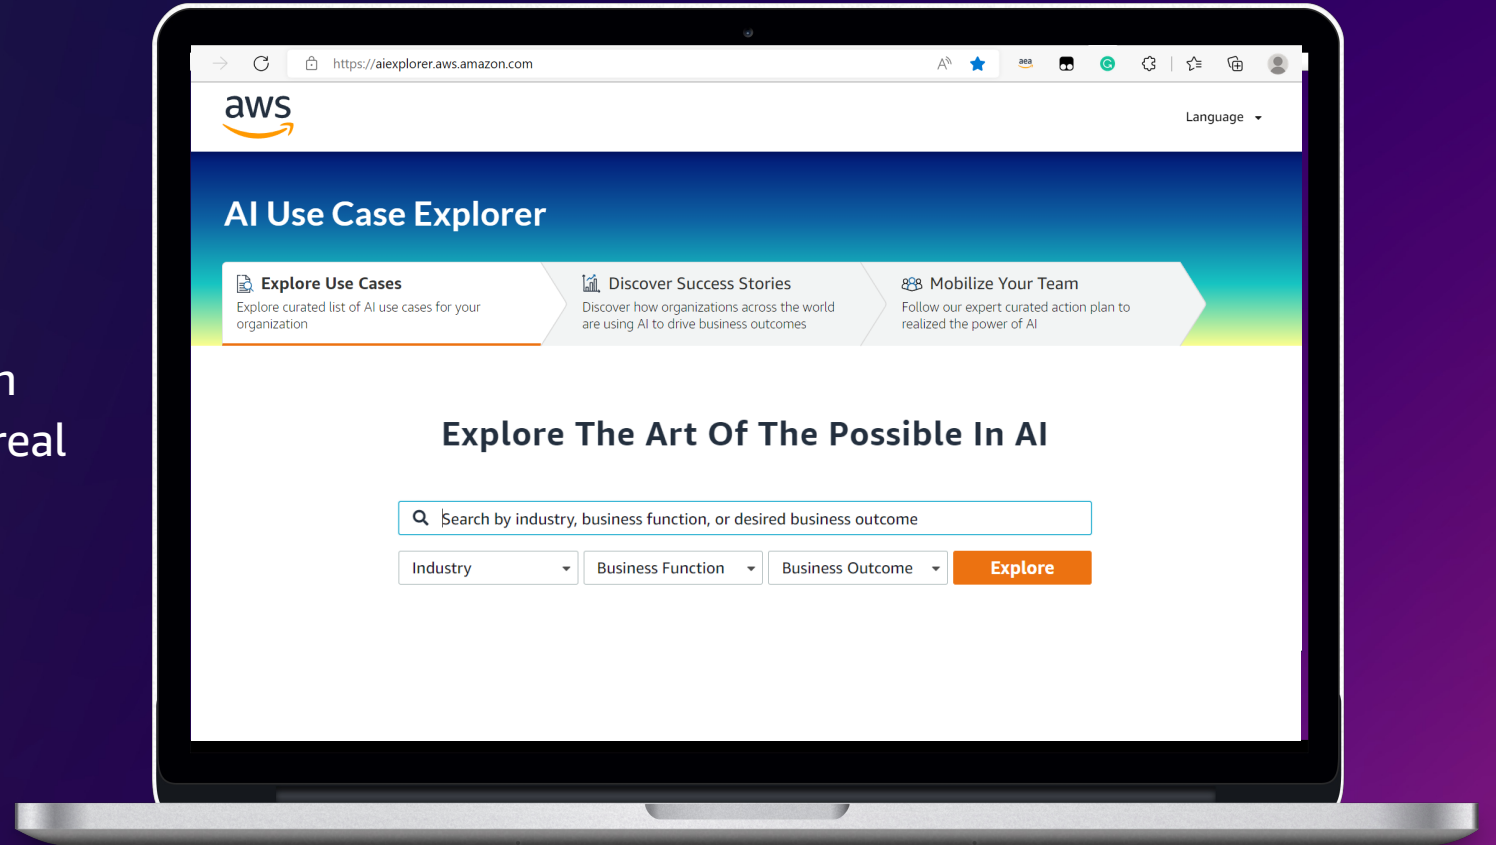 https://aiexplorer.aws.amazon.com
aea
aws
Language
AI Use Case Explorer
Explore Use Cases
Explore curated list of AI use cases for your
organization
Discover Success Stories
Discover how organizations across the world
are using AI to drive business outcomes
Mobilize Your Team
Follow our expert curated action plan to
realized the power of AI
n
real
Explore The Art Of The Possible In AI
Search by industry, business function, or desired business outcome
Industry
Business Function
Business Outcome
Explore